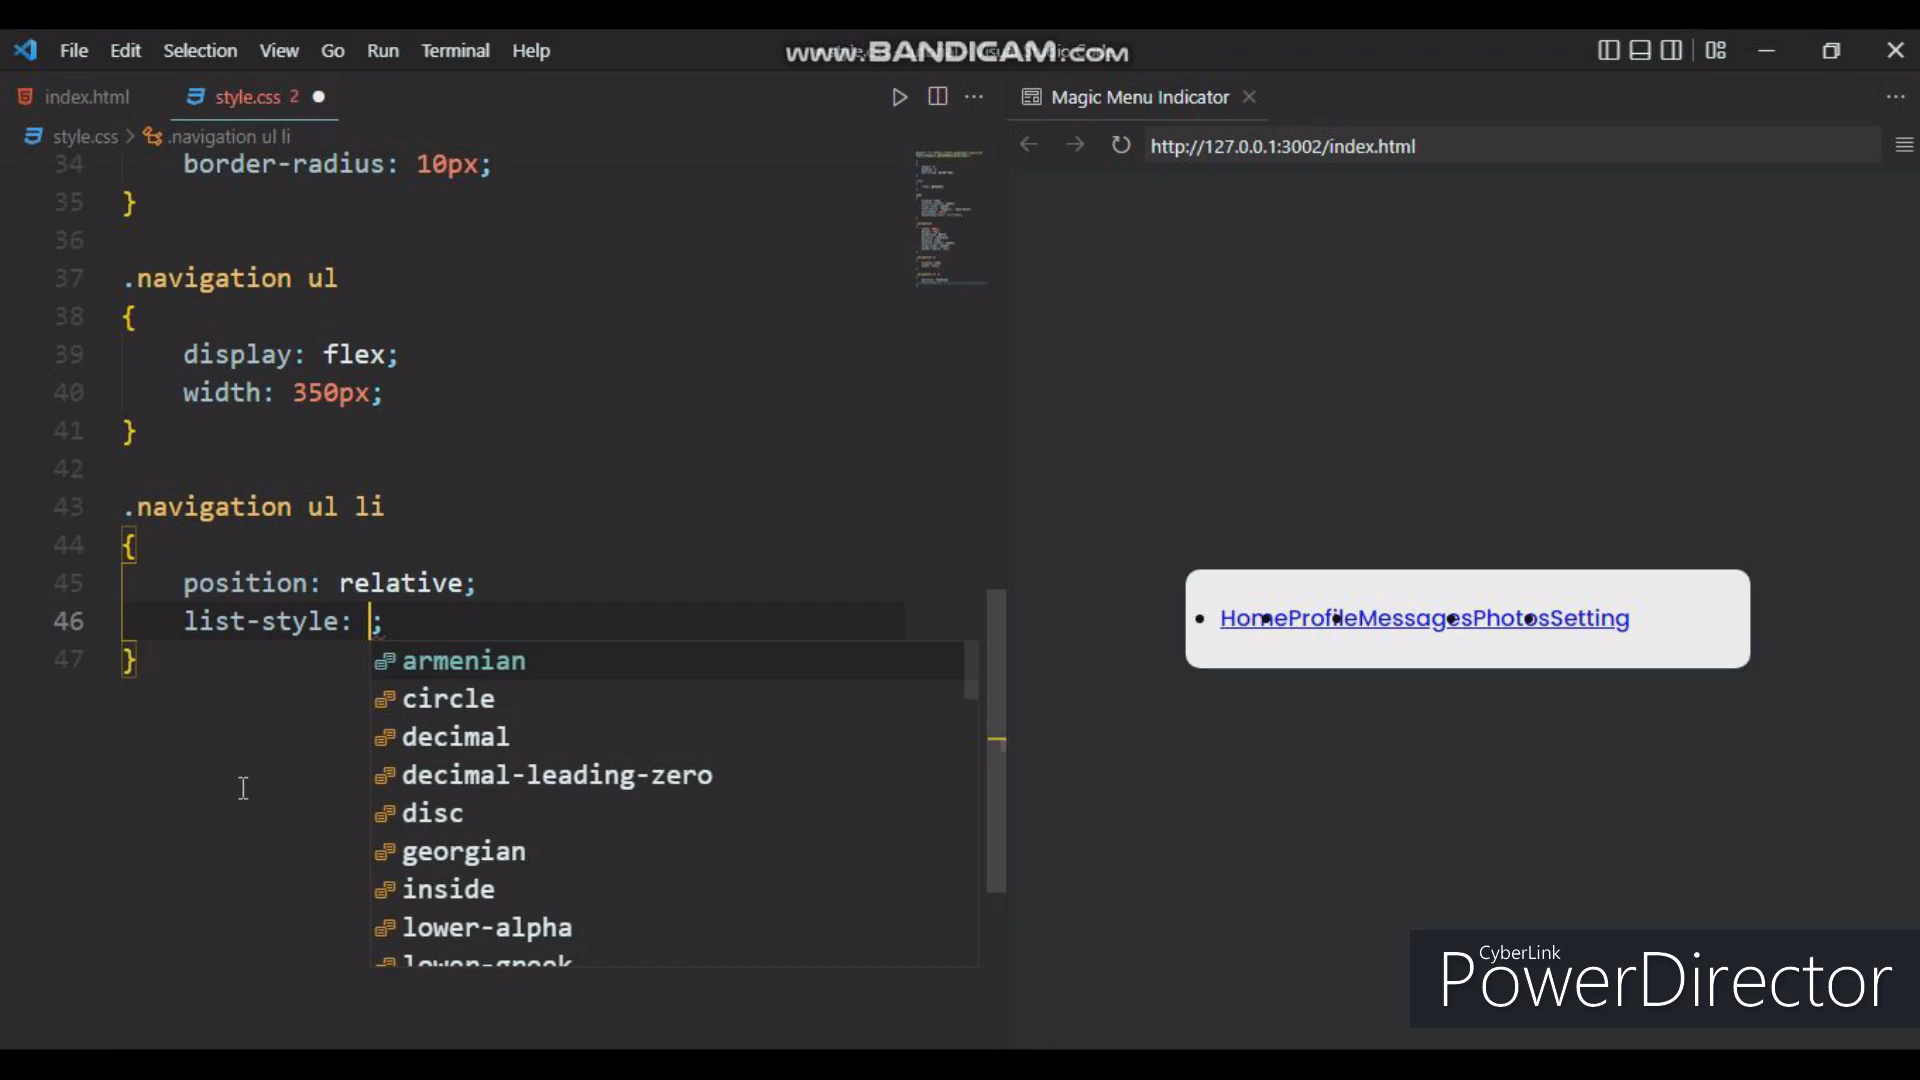 File Edit Selection View Go Run Terminal Help
www.BANDICAM.com
index.html
style.css 2
Magic Menu Indicator
style.css > .navigation ul li
http://127.0.0.1:3002/index.html
34 border-radius: 10px;
35 }
36
37 .navigation ul
38 {
39 display: flex;
40 width: 350px;
41 }
42
43 .navigation ul li
44 {
45 position: relative;
46 list-style: ;
47 }
armenian
circle
decimal
decimal-leading-zero
disc
georgian
inside
lower-alpha
lower-greek
HomeProfileMessagesPhotosSetting
CyberLink
PowerDirector